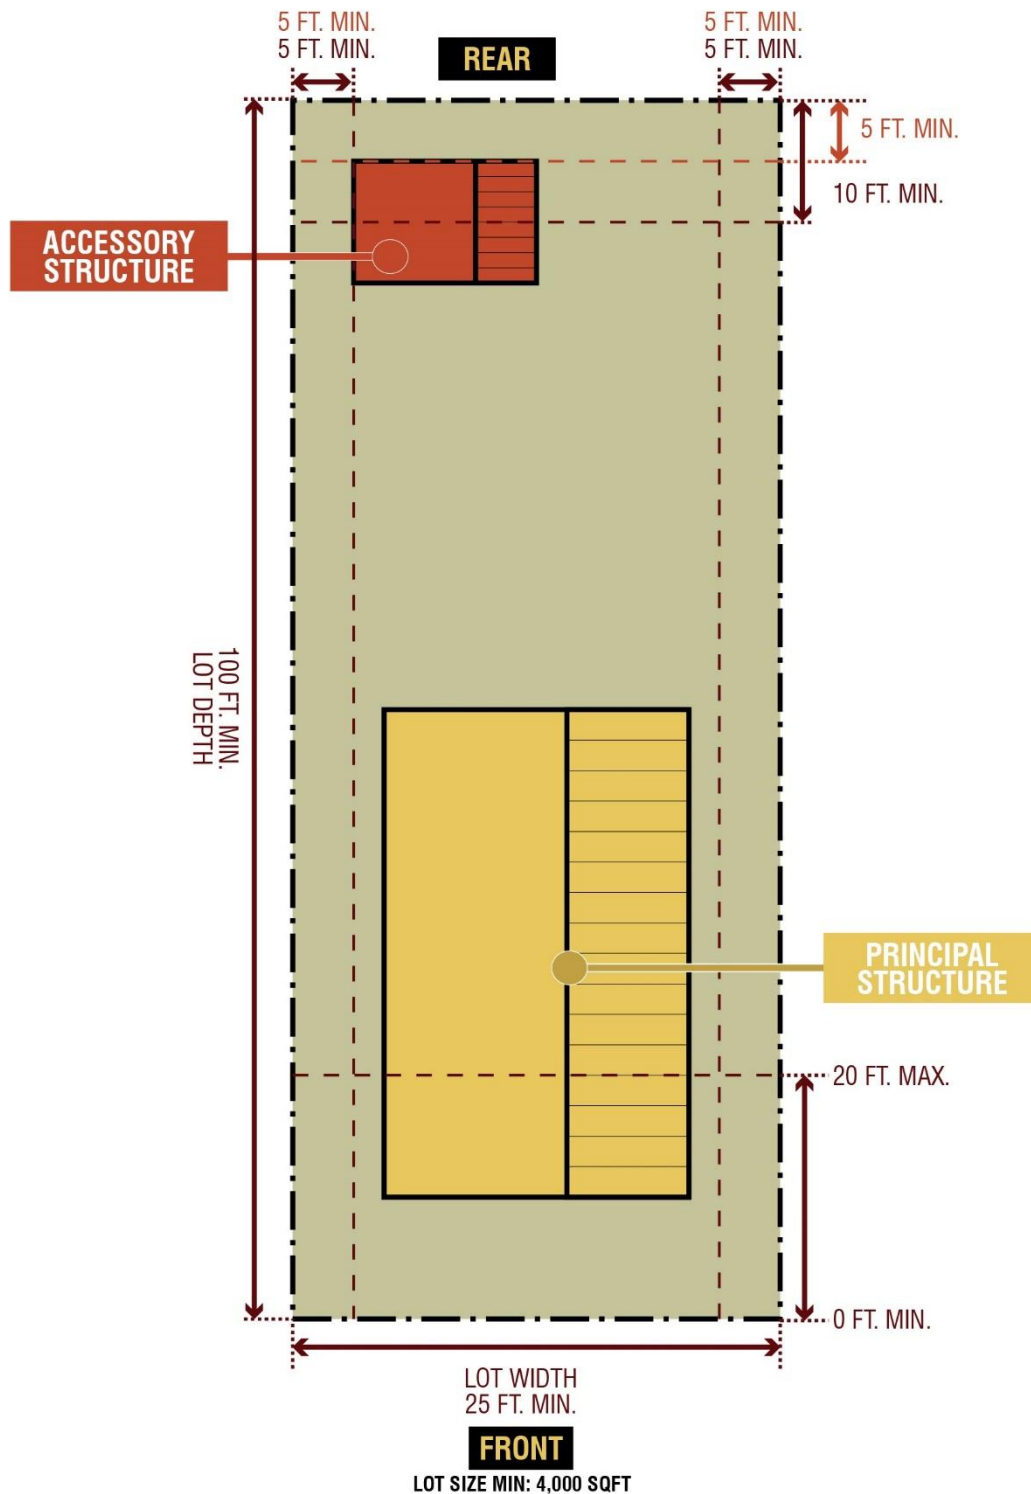 5 FT. MIN.
5 FT. MIN.
REAR
5 FT. MIN.
5 FT. MIN.
5 FT. MIN.
10 FT. MIN.
ACCESSORY
STRUCTURE
100 FT. MIN.
LOT DEPTH
PRINCIPAL
STRUCTURE
20 FT. MAX.
0 FT. MIN.
LOT WIDTH
25 FT. MIN.
FRONT
LOT SIZE MIN: 4,000 SQFT